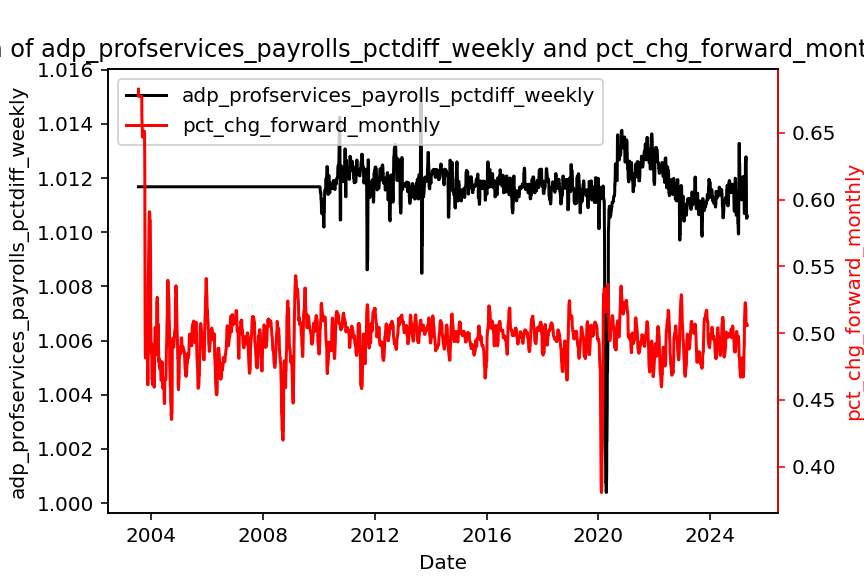 of adp_profservices_payrolls_pctdiff_weekly and pct_chg_forward_mont
adp_profservices_payrolls_pctdiff_weekly
pct_chg_forward_monthly
1.016
1.014
1.012
1.010
1.008
1.006
1.004
1.002
1.000
adp_profservices_payrolls_pctdiff_weekly
0.65
0.60
0.55
0.50
0.45
0.40
pct_chg_forward_monthly
2004 2008 2012 2016 2020 2024
Date